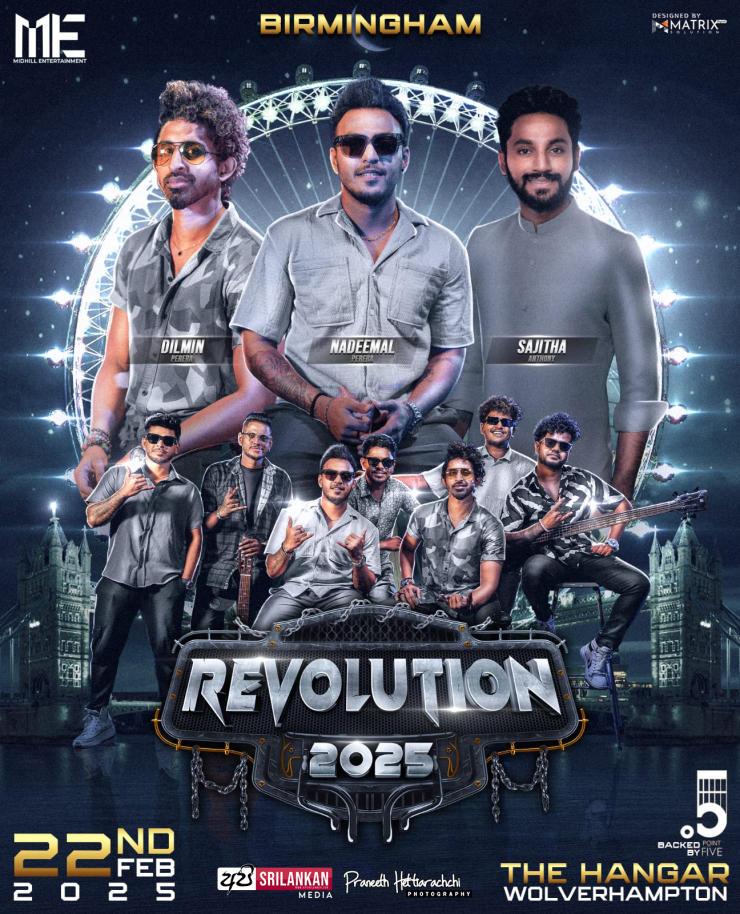 ME
MIDHILL ENTERTAINMENT
BIRMINGHAM
DESIGNED BY
MATRIX
SOLUTION
DILMIN
PERERA
NADEEMAL
PERERA
SAJITHA
ANTHONY
REVOLUTION
2025
22ND
FEB
2025
SRILANKAN
MEDIA
Praneeth Hettiarachchi
PHOTOGRAPHY
.5
BACKED BY POINT FIVE
THE HANGAR
WOLVERHAMPTON